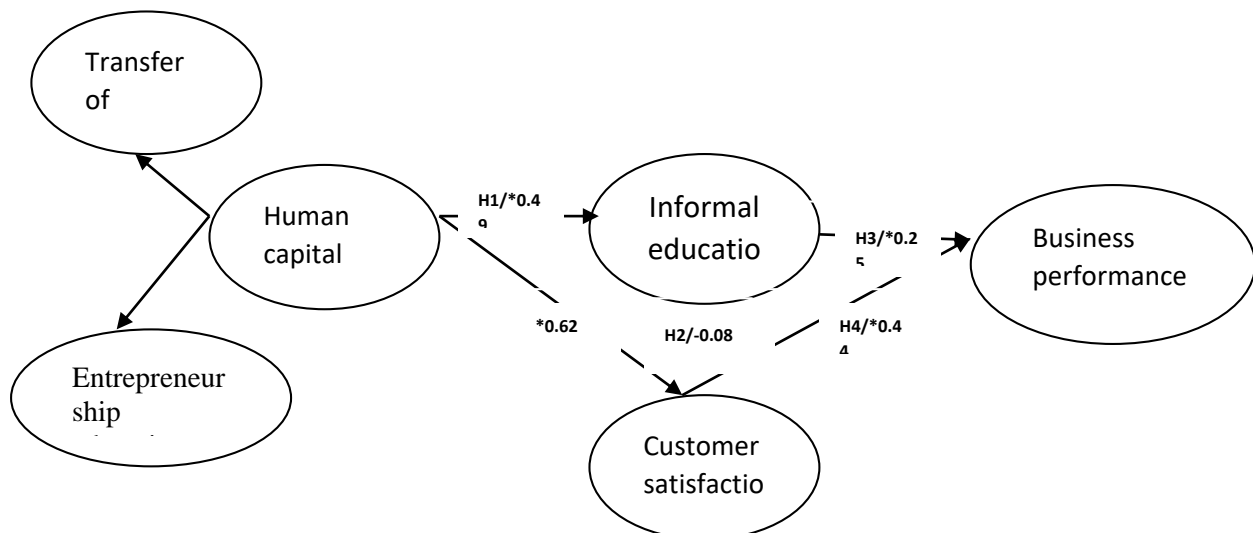 Transfer
of
Human
capital
H1/*0.4
9
Informal
educatio
H3/*0.2
5
Business
performance
*0.62
H2/-0.08
H4/*0.4
4
Entrepreneur
ship
Customer
satisfactio